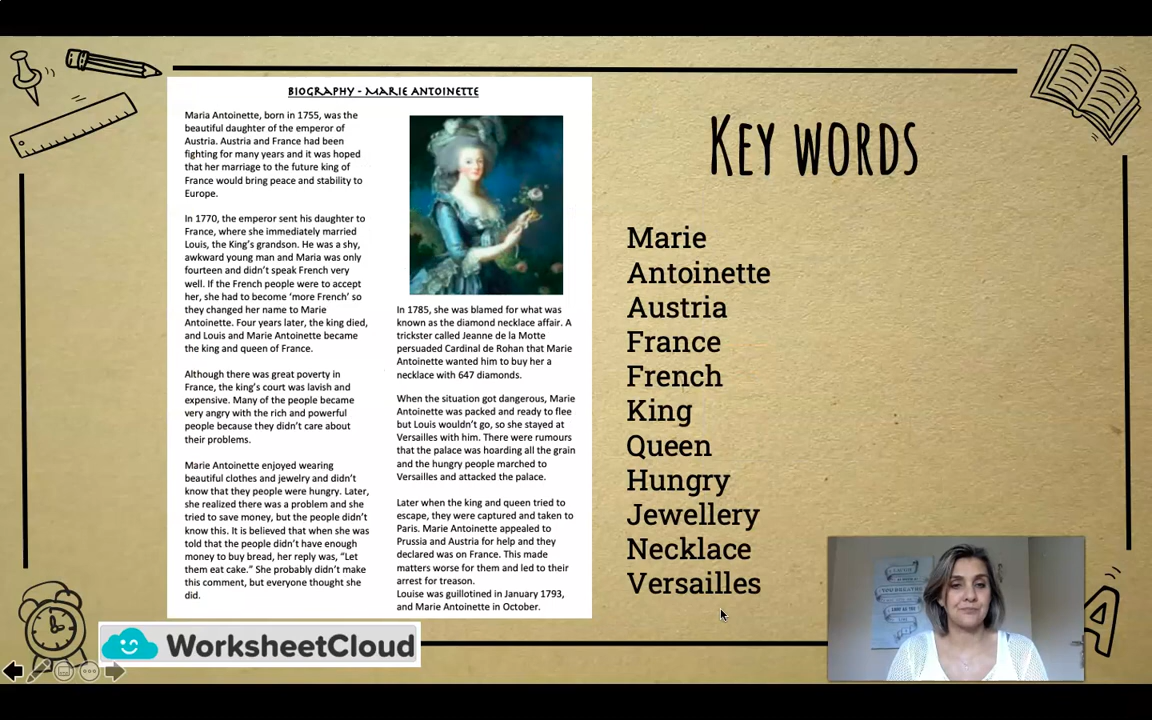 BIOGRAPHY - MARIE ANTOINETTE
Maria Antoinette, born in 1755, was the
beautiful daughter of the emperor of
Austria. Austria and France had been
fighting for many years and it was hoped
that her marriage to the future king of
France would bring peace and stability to
Europe.
In 1770, the emperor sent his daughter to
France, where she immediately married
Louis, the King's grandson. He was a shy,
awkward young man and Maria was only
fourteen and didn't speak French very
well. If the French people were to accept
her, she had to become 'more French' so
they changed her name to Marie
Antoinette. Four years later, the king died,
and Louis and Marie Antoinette became
the king and queen of France.
Although there was great poverty in
France, the king's court was lavish and
expensive. Many of the people became
very angry with the rich and powerful
people because they didn't care about
their problems.
Marie Antoinette enjoyed wearing
beautiful clothes and jewelry and didn't
know that they people were hungry. Later,
she realized there was a problem and she
tried to save money, but the people didn't
know this. It is believed that when she was
told that the people didn't have enough
money to buy bread, her reply was, "Let
them eat cake." She probably didn't make
this comment, but everyone thought she
did.
In 1785, she was blamed for what was
known as the diamond necklace affair. A
trickster called Jeanne de la Motte
persuaded Cardinal de Rohan that Marie
Antoinette wanted him to buy her a
necklace with 647 diamonds.
When the situation got dangerous, Marie
Antoinette was packed and ready to flee
but Louis wouldn't go, so she stayed at
Versailles with him. There were rumours
that the palace was hoarding all the grain
and the hungry people marched to
Versailles and attacked the palace.
Later when the king and queen tried to
escape, they were captured and taken to
Paris. Marie Antoinette appealed to
Prussia and Austria for help and they
declared was on France. This made
matters worse for them and led to their
arrest for treason.
Louise was guillotined in January 1793,
and Marie Antoinette in October.
KEY WORDS
Marie
Antoinette
Austria
France
French
King
Queen
Hungry
Jewellery
Necklace
Versailles
WorksheetCloud
A